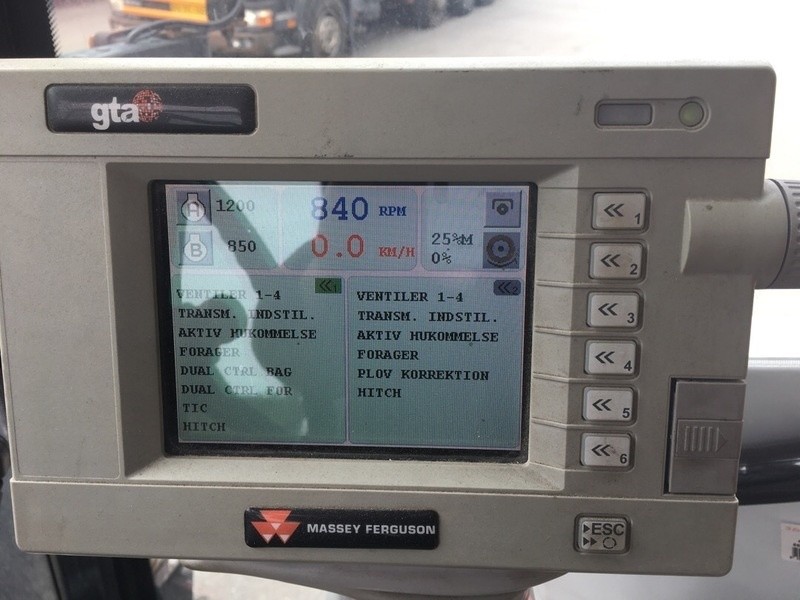 gta
A 1200
840 RPM
B 850
0.0 KM/H
25%M
0%
<<1
VENTILER 1-4
TRANSM. INDSTIL.
AKTIV HUKOMMELSE
FORAGER
DUAL CTRL BAG
DUAL CTRL FOR
TIC
HITCH
<<2
VENTILER 1-4
TRANSM. INDSTIL.
AKTIV HUKOMMELSE
FORAGER
PLOV KORREKTION
HITCH
<< 1
<< 2
<< 3
<< 4
<< 5
<< 6
MASSEY FERGUSON
ESC